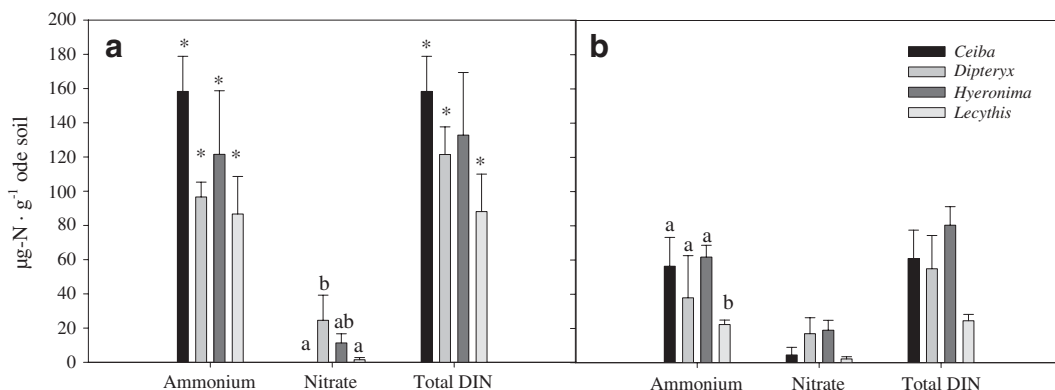 µg-N · g⁻¹ ode soil
200
180
160
140
120
100
80
60
40
20
0
a
* * * *
a b ab a
* * *
Ammonium Nitrate Total DIN
b
Ceiba
Dipteryx
Hyeronima
Lecythis
a a a b
Ammonium Nitrate Total DIN